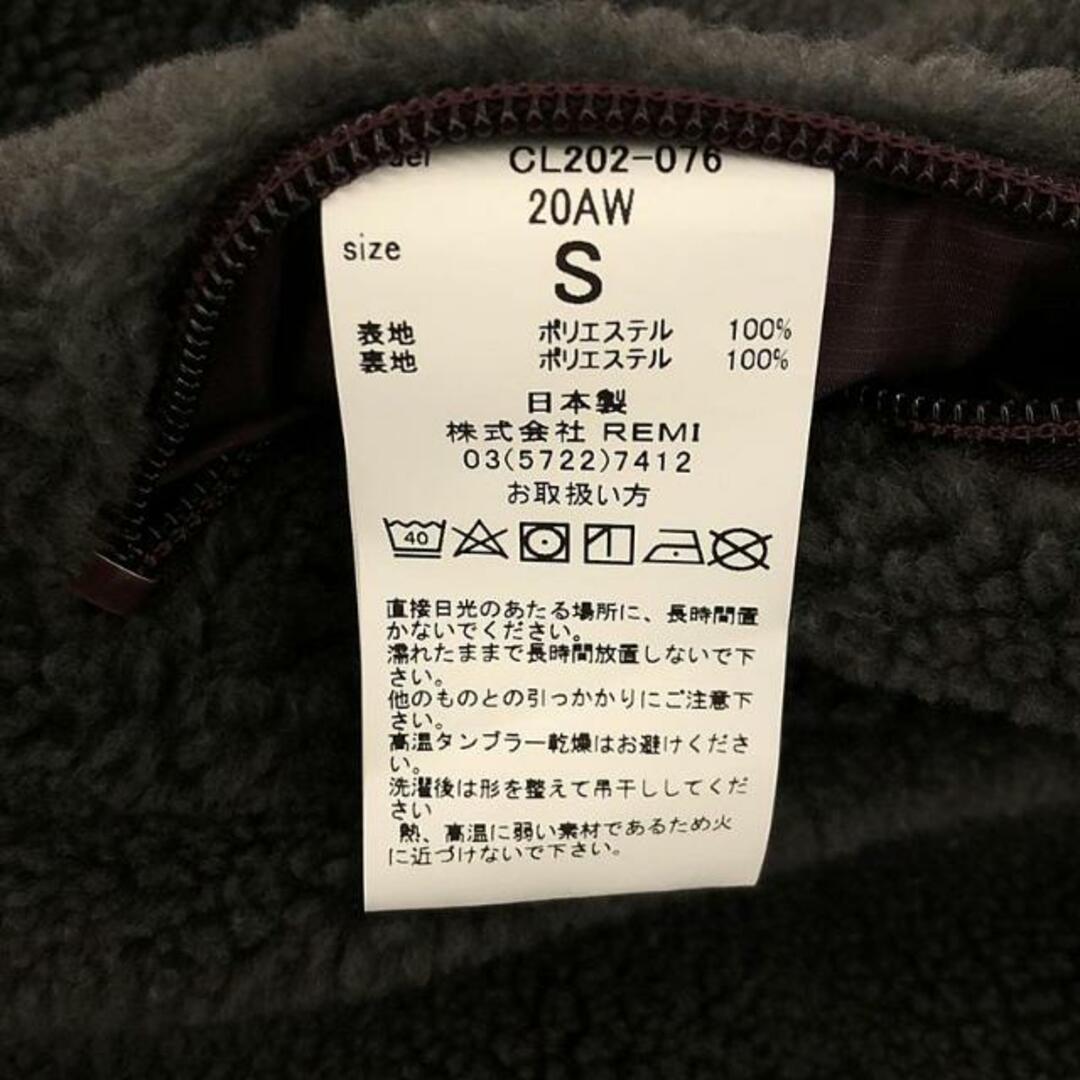 CL202-076
20AW
size
S
表地 ポリエステル 100%
裏地 ポリエステル 100%
日本製
株式会社 REMI
03(5722)7412
お取扱い方
40
直接日光のあたる場所に、長時間置
かないでください。
濡れたままで長時間放置しないで下
さい。
他のものとの引っかかりにご注意下
さい。
高温タンブラー乾燥はお避けくださ
い。
洗濯後は形を整えて吊干ししてくだ
さい
熱、高温に弱い素材であるため火
に近づけないで下さい。